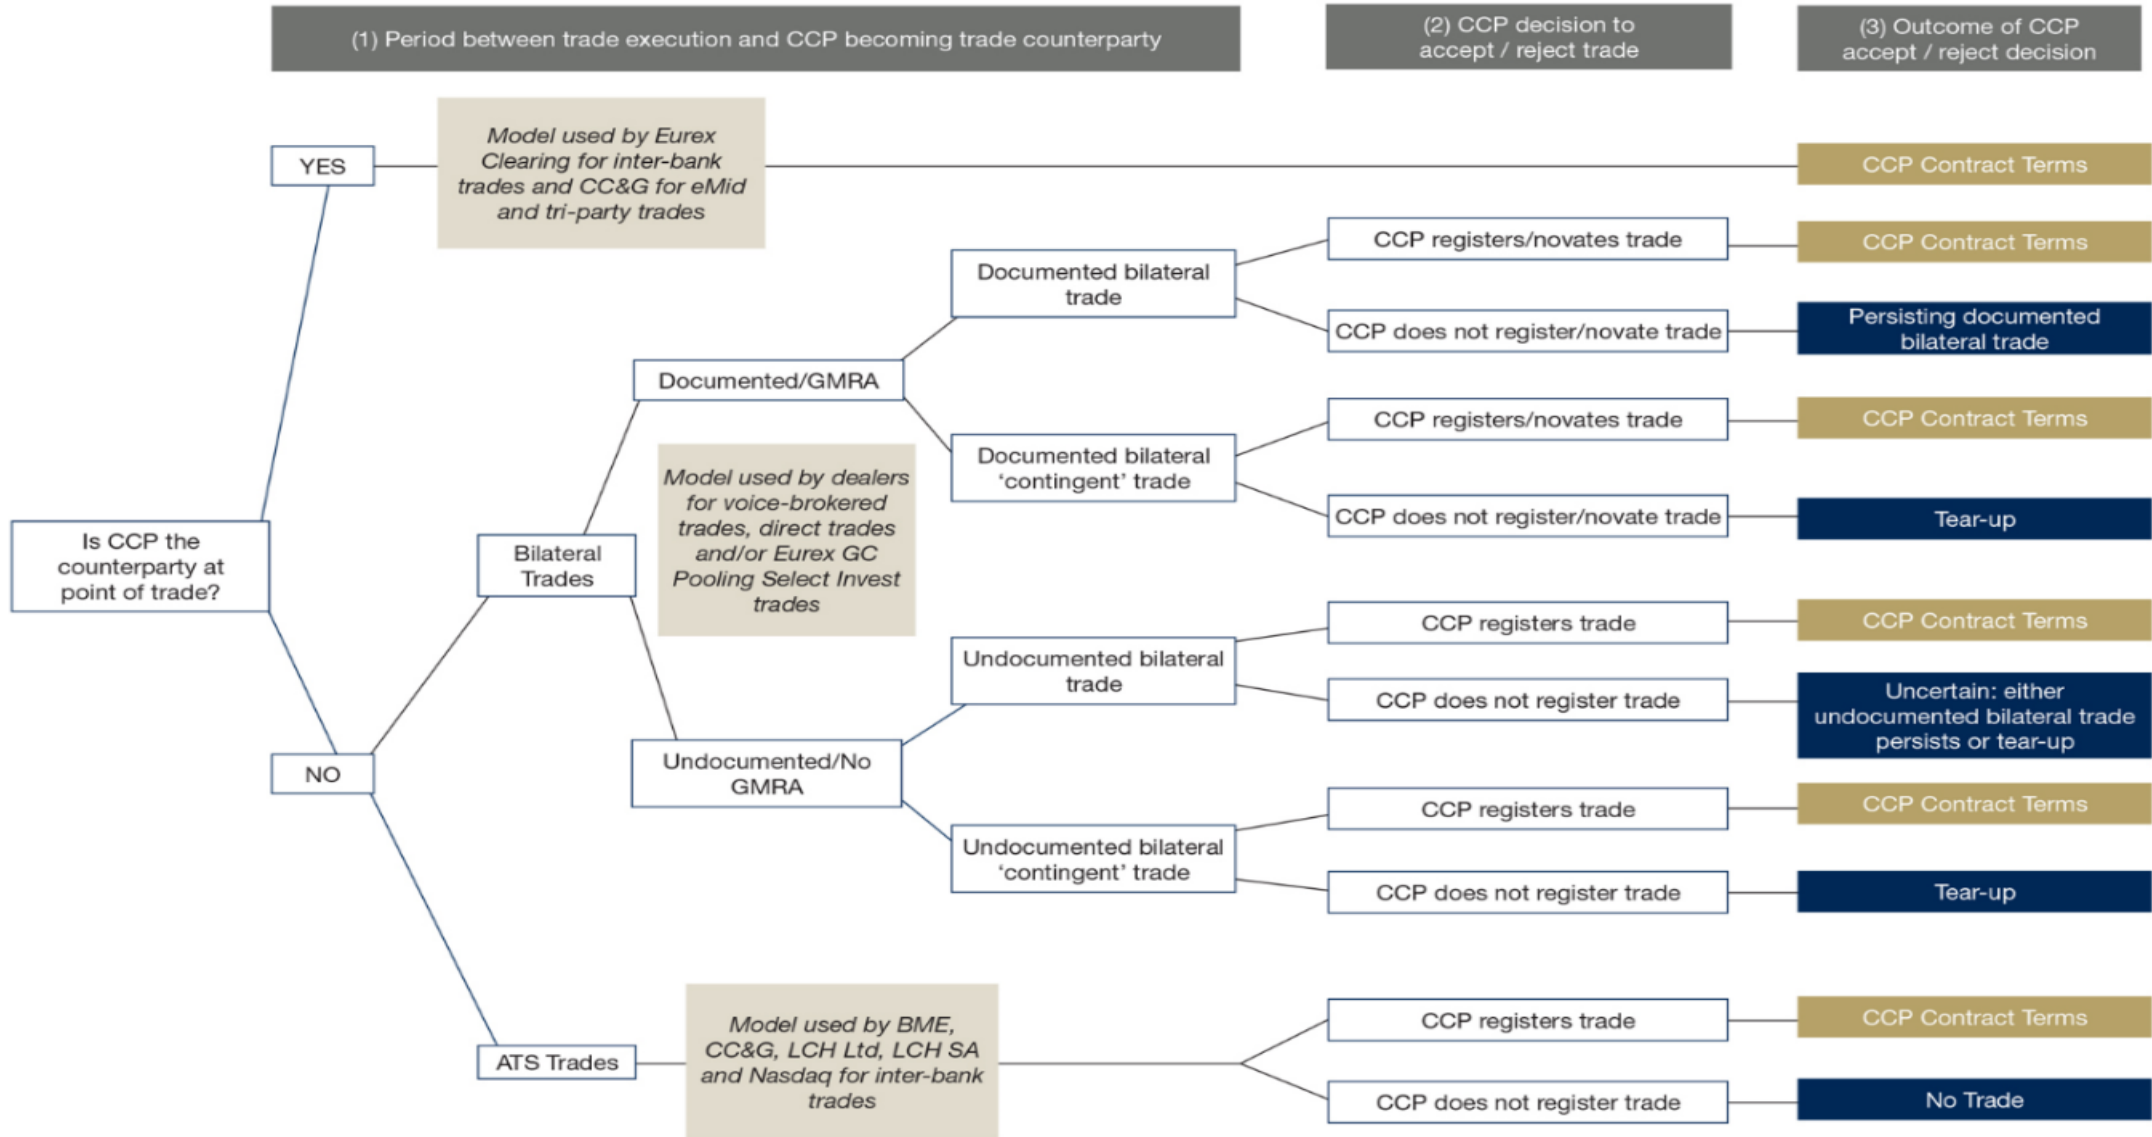 (1) Period between trade execution and CCP becoming trade counterparty
(2) CCP decision to
accept / reject trade
(3) Outcome of CCP
accept / reject decision
YES
Model used by Eurex
Clearing for inter-bank
trades and CC&G for eMid
and tri-party trades
CCP Contract Terms
Documented bilateral
trade
CCP registers/novates trade
CCP Contract Terms
CCP does not register/novate trade
Persisting documented
bilateral trade
Documented/GMRA
Documented bilateral
‘contingent’ trade
CCP registers/novates trade
CCP Contract Terms
CCP does not register/novate trade
Tear-up
Is CCP the
counterparty at
point of trade?
Bilateral
Trades
Model used by dealers
for voice-brokered
trades, direct trades
and/or Eurex GC
Pooling Select Invest
trades
Undocumented bilateral
trade
CCP registers trade
CCP Contract Terms
CCP does not register trade
Uncertain: either
undocumented bilateral trade
persists or tear-up
NO
Undocumented/No
GMRA
Undocumented bilateral
‘contingent’ trade
CCP registers trade
CCP Contract Terms
CCP does not register trade
Tear-up
ATS Trades
Model used by BME,
CC&G, LCH Ltd, LCH SA
and Nasdaq for inter-bank
trades
CCP registers trade
CCP Contract Terms
CCP does not register trade
No Trade